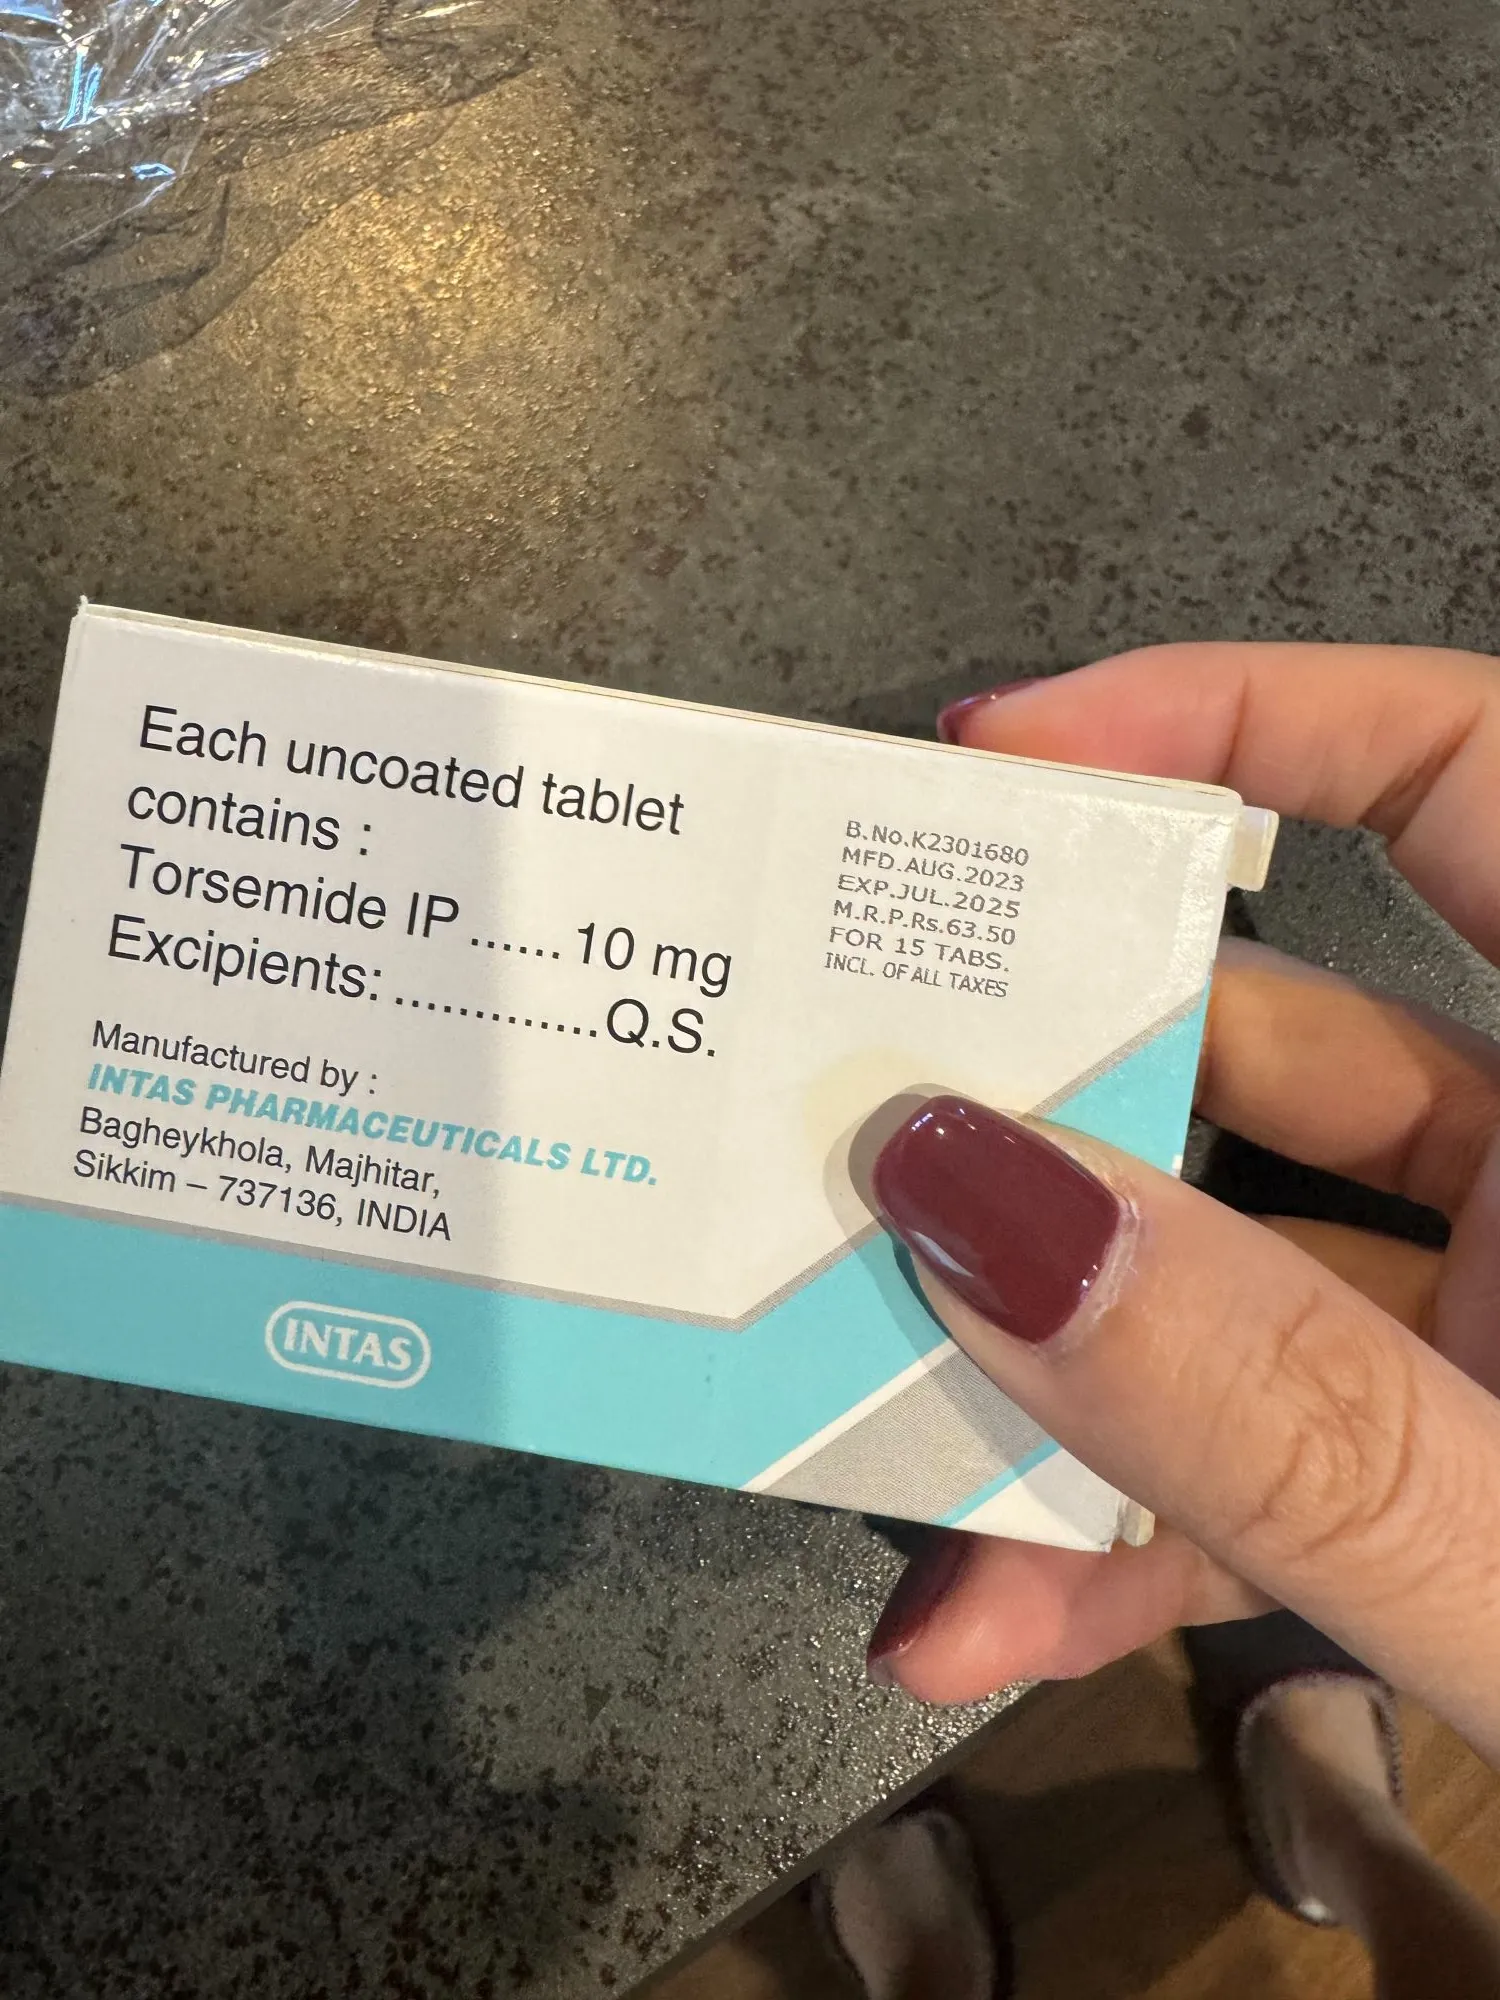 Each uncoated tablet
contains :
Torsemide IP ...... 10 mg
Excipients: .............Q.S.
Manufactured by :
INTAS PHARMACEUTICALS LTD.
Bagheykhola, Majhitar,
Sikkim – 737136, INDIA
INTAS
B.No.K2301680
MFD.AUG.2023
EXP.JUL.2025
M.R.P.Rs.63.50
FOR 15 TABS.
INCL. OF ALL TAXES